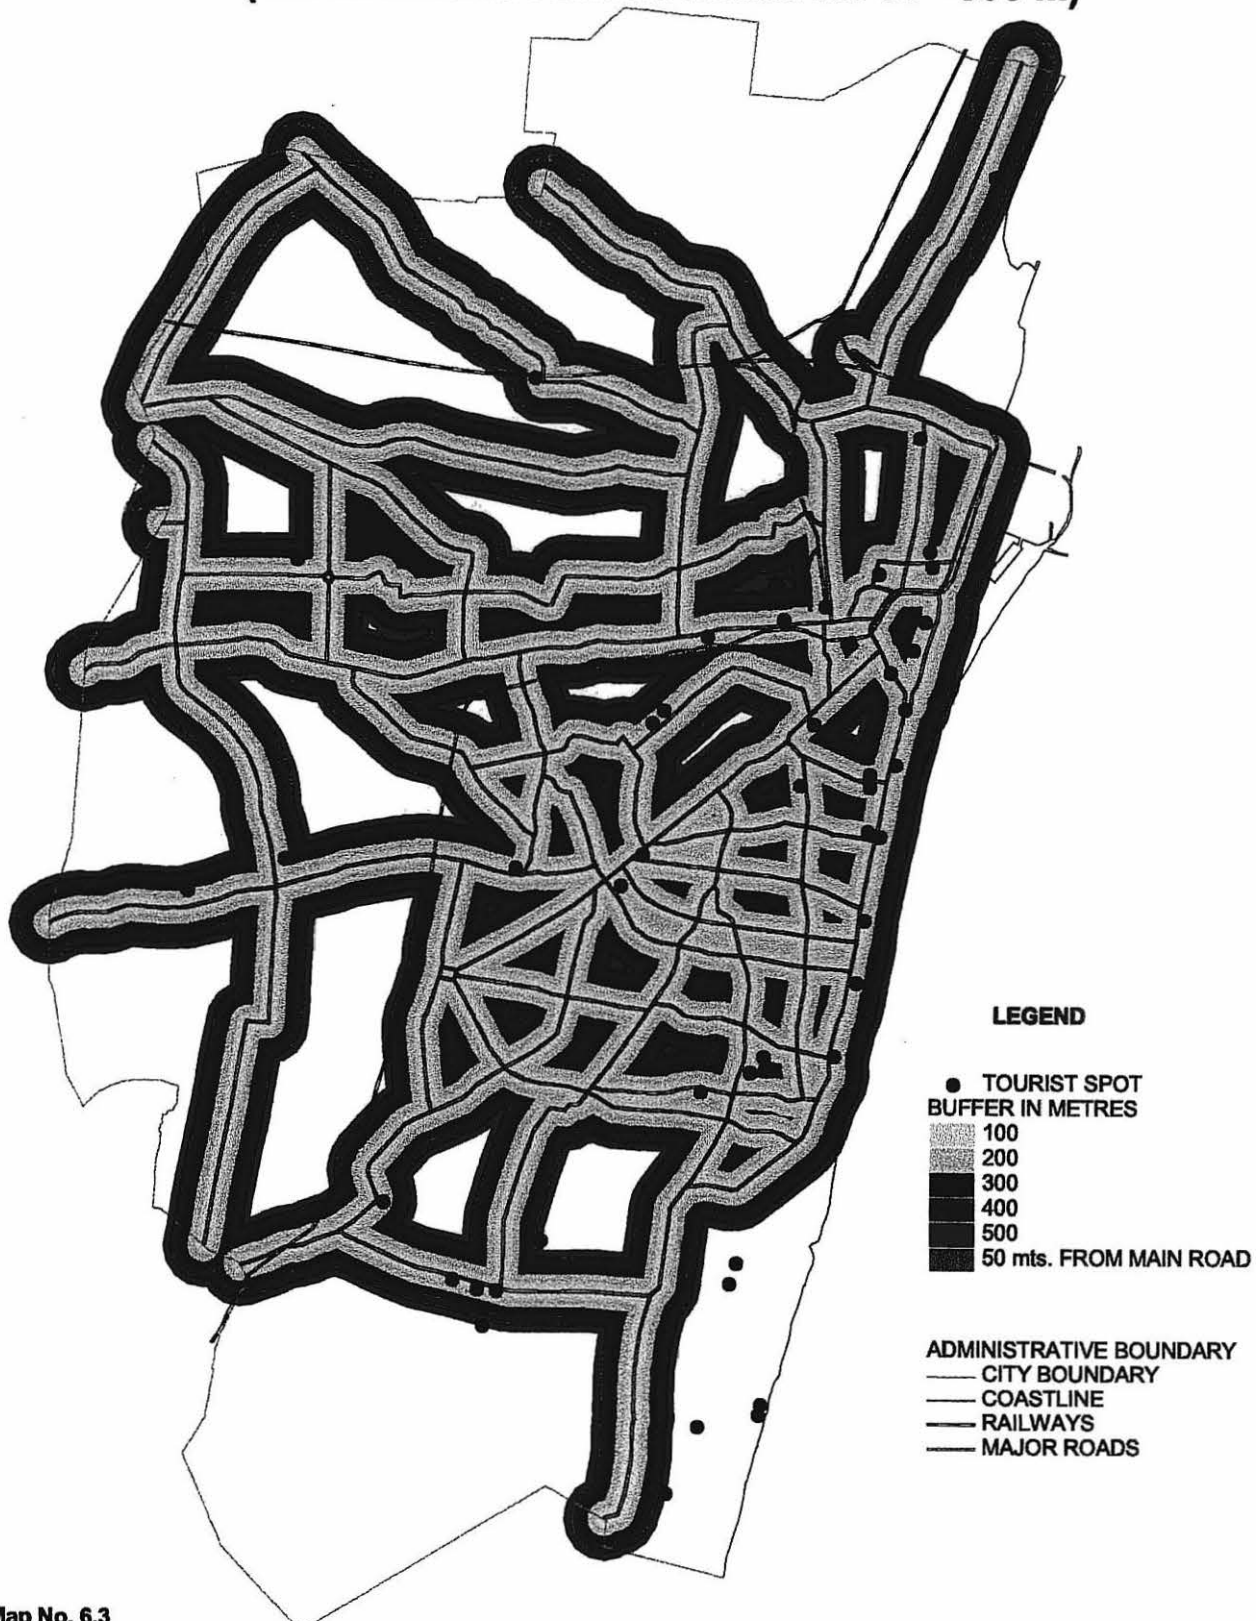 LEGEND
TOURIST SPOT
BUFFER IN METRES
100
200
300
400
500
50 mts. FROM MAIN ROAD
ADMINISTRATIVE BOUNDARY
CITY BOUNDARY
COASTLINE
RAILWAYS
MAJOR ROADS
Map No. 6.3